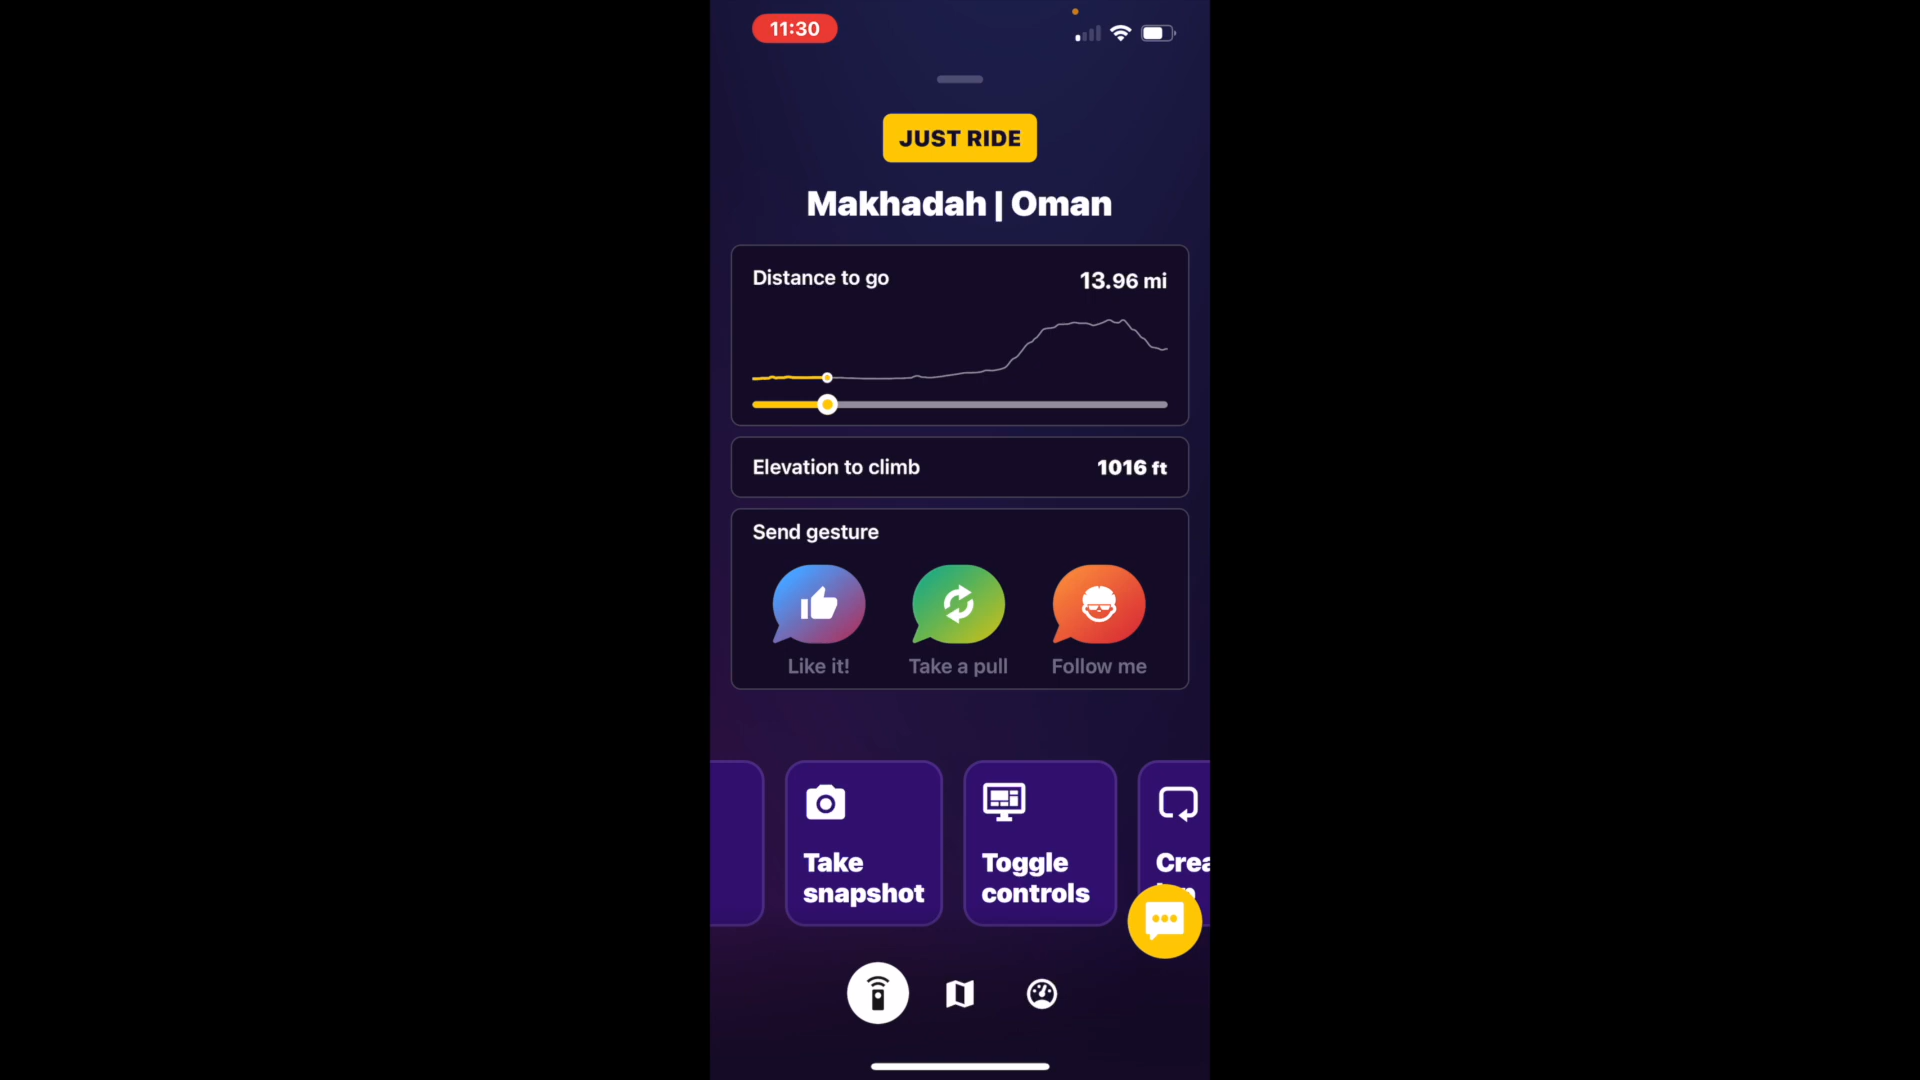 11:30
JUST RIDE
Makhadah | Oman
Distance to go
13.96 mi
Elevation to climb
1016 ft
Send gesture
Like it!
Take a pull
Follow me
Take
snapshot
Toggle
controls